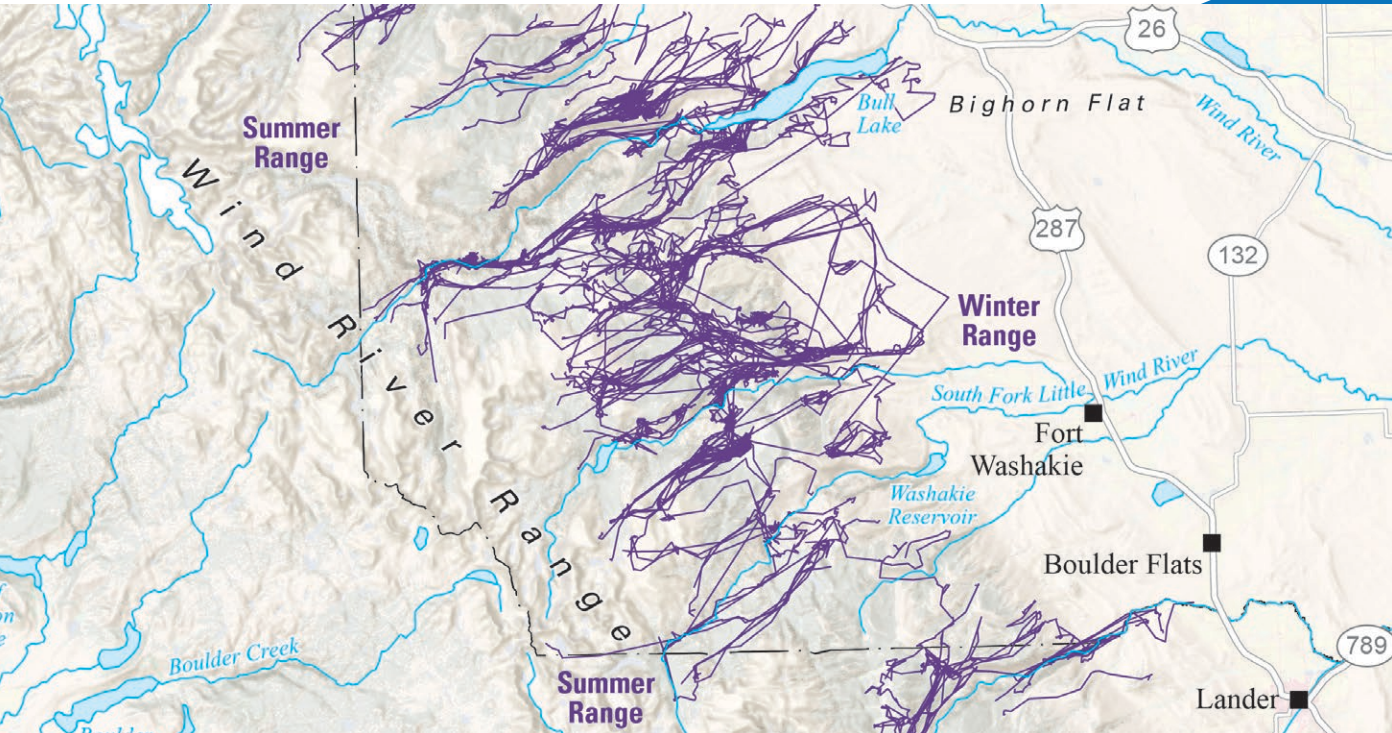 26
Summer
Range
Bull
Lake
Bighorn Flat
Wind River
Wind River Range
287
132
Winter
Range
South Fork Little Wind River
Fort
Washakie
Washakie
Reservoir
Boulder Flats
Boulder Creek
789
Summer
Range
Lander